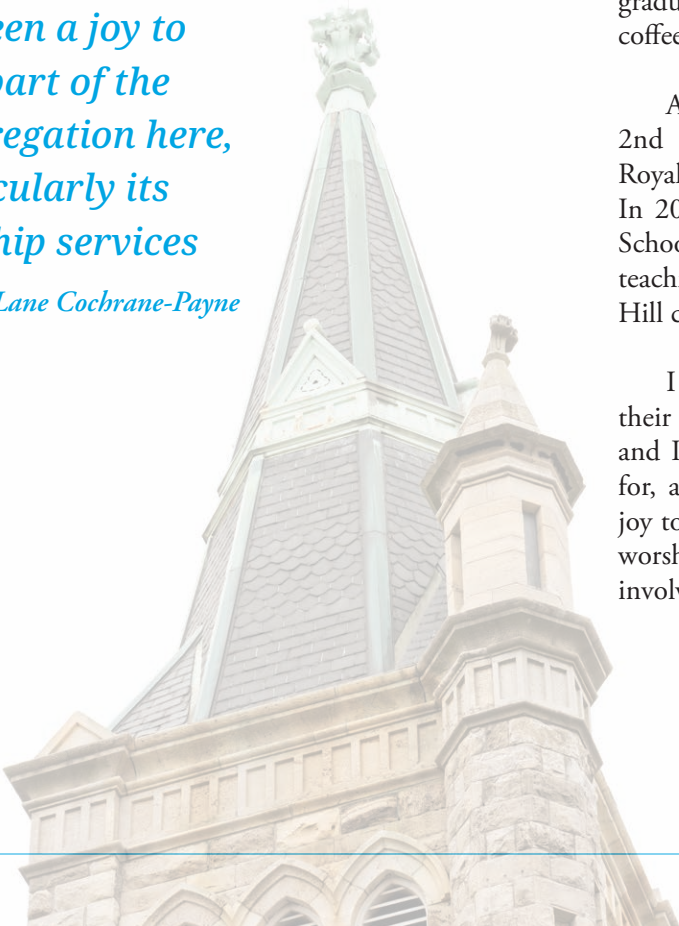 een a joy to
part of the
regation here,
cularly its
hip services
Lane Cochrane-Payne
gradu
coffee
A
2nd
Royal
In 20
Schoo
teach
Hill c
I
their
and I
for, a
joy to
worsh
involv